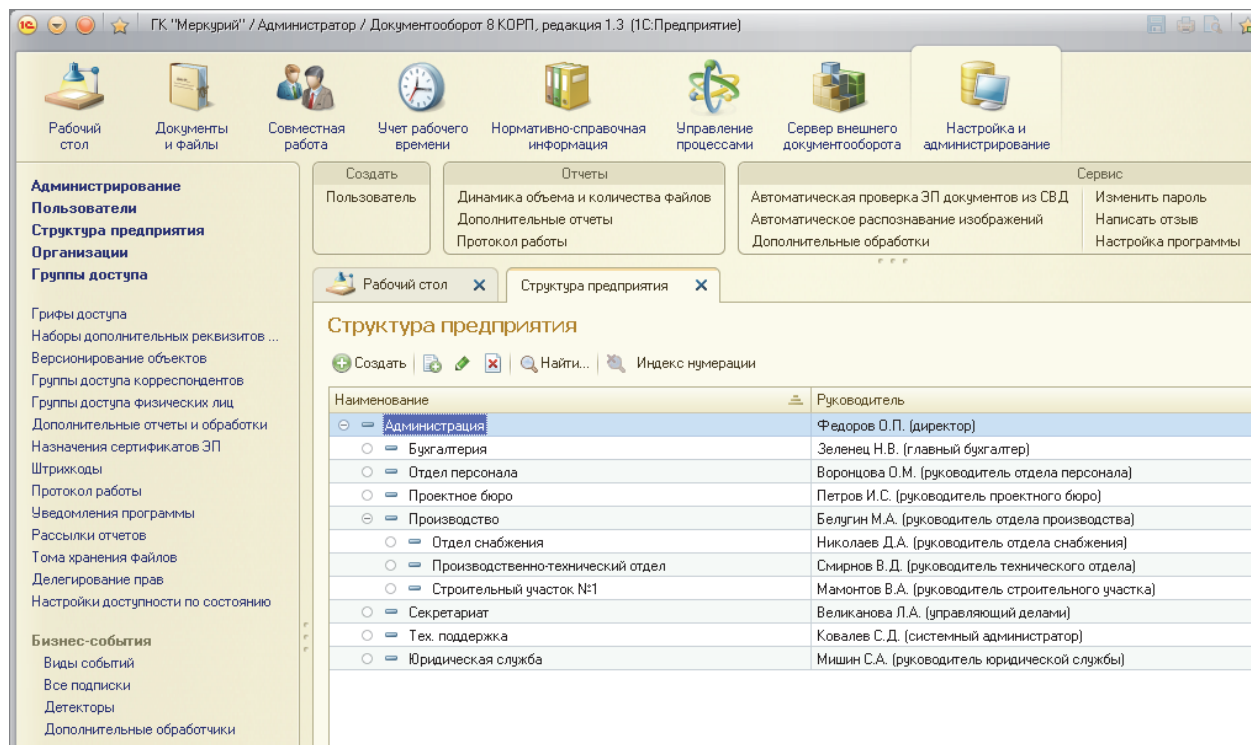 1С ГК "Меркурий" / Администратор / Документооборот 8 КОРП, редакция 1.3 (1С:Предприятие)
Рабочий стол
Документы и файлы
Совместная работа
Учет рабочего времени
Нормативно-справочная информация
Управление процессами
Сервер внешнего документооборота
Настройка и администрирование
Администрирование
Пользователи
Структура предприятия
Организации
Группы доступа
Грифы доступа
Наборы дополнительных реквизитов ...
Версионирование объектов
Группы доступа корреспондентов
Группы доступа физических лиц
Дополнительные отчеты и обработки
Назначения сертификатов ЭП
Штрихкоды
Протокол работы
Уведомления программы
Рассылки отчетов
Тома хранения файлов
Делегирование прав
Настройки доступности по состоянию
Бизнес-события
Виды событий
Все подписки
Детекторы
Дополнительные обработчики
Создать
Пользователь
Отчеты
Динамика объема и количества файлов
Дополнительные отчеты
Протокол работы
Сервис
Автоматическая проверка ЭП документов из СВД Изменить пароль
Автоматическое распознавание изображений Написать отзыв
Дополнительные обработки Настройка программы
Рабочий стол Структура предприятия
Структура предприятия
Создать Найти... Индекс нумерации
Наименование Руководитель
Администрация Федоров О.П. (директор)
Бухгалтерия Зеленец Н.В. (главный бухгалтер)
Отдел персонала Воронцова О.М. (руководитель отдела персонала)
Проектное бюро Петров И.С. (руководитель проектного бюро)
Производство Белугин М.А. (руководитель отдела производства)
Отдел снабжения Николаев Д.А. (руководитель отдела снабжения)
Производственно-технический отдел Смирнов В.Д. (руководитель технического отдела)
Строительный участок №1 Мамонтов В.А. (руководитель строительного участка)
Секретариат Великанова Л.А. (управляющий делами)
Тех. поддержка Ковалев С.Д. (системный администратор)
Юридическая служба Мишин С.А. (руководитель юридической службы)